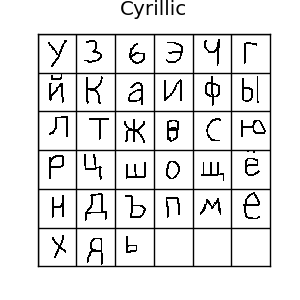 Cyrillic
У З б Э Ч Г
Й К а И Ф Ы
Л Т Ж в С Ю
Р Ц Ш О Щ Ё
Н Д Ъ П М е
Х Я Ь